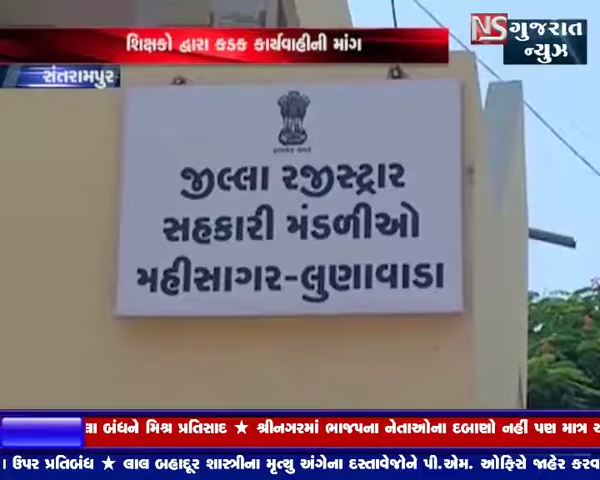 શિક્ષકો દ્વારા કડક કાર્યવાહીની માંગ
NS ગુજરાત
ન્યુઝ
સંતરામપુર
જીલ્લા રજીસ્ટ્રાર
સહકારી મંડળીઓ
મહીસાગર-લુણાવાડા
લા બંધને મિશ્ર પ્રતિસાદ ★ શ્રીનગરમાં ભાજપના નેતાઓના દબાણો નહીં પણ માત્ર
। ઉપર પ્રતિબંધ ★ લાલ બહાદૂર શાસ્ત્રીના મૃત્યુ અંગેના દસ્તાવેજોને પી.એમ. ઓફિસે જાહેર કરવ